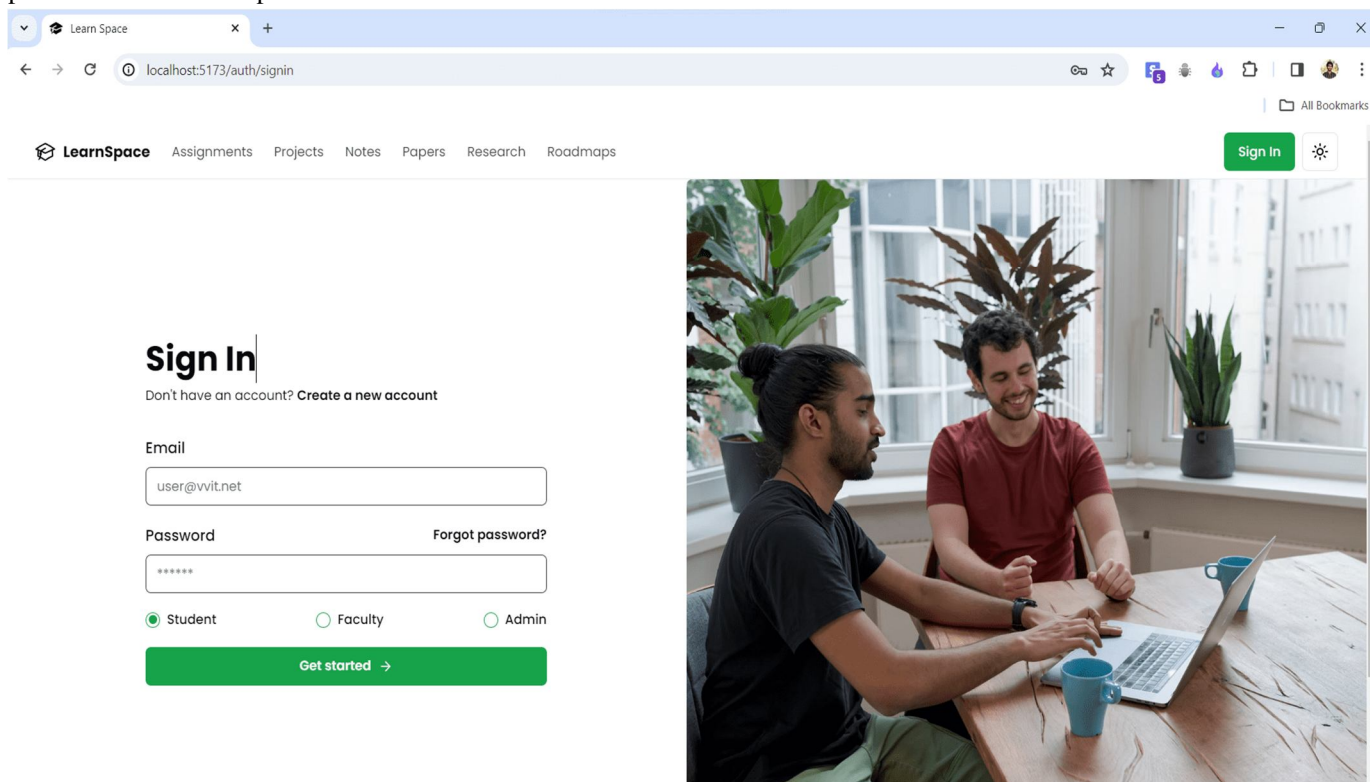 Learn Space
localhost:5173/auth/signin
5
All Bookmarks
LearnSpace Assignments Projects Notes Papers Research Roadmaps Sign In
Sign In
Don't have an account? Create a new account
Email
user@vvit.net
Password Forgot password?
******
Student Faculty Admin
Get started →